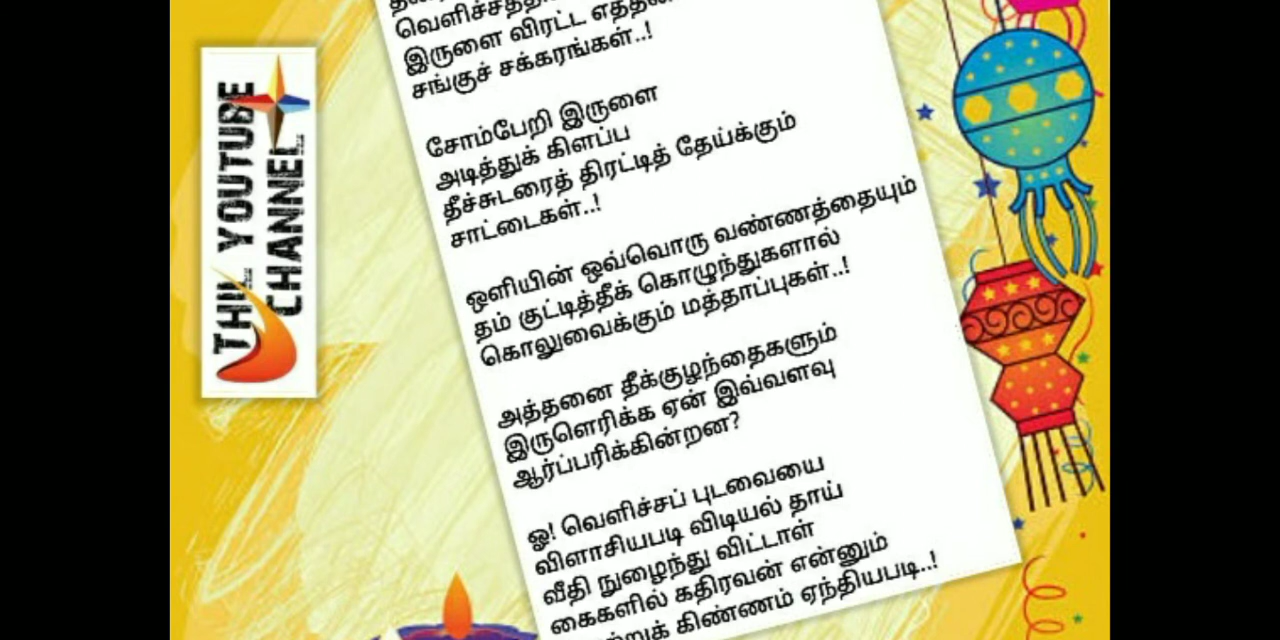 THIL YOUTUBE
CHANNEL
இருளை விரட்ட
சங்குச் சக்கரங்கள்..!
சோம்பேறி இருளை
அடித்துக் கிளப்ப
தீச்சுடரைத் திரட்டித் தேய்க்கும்
சாட்டைகள்..!
ஒளியின் ஒவ்வொரு வண்ணத்தையும்
தம் குட்டித்தீக் கொழுந்துகளால்
கொலுவைக்கும் மத்தாப்புகள்..!
அத்தனை தீக்குழந்தைகளும்
இருளெரிக்க ஏன் இவ்வளவு
ஆர்ப்பரிக்கின்றன?
ஓ! வெளிச்சப் புடவையை
விளாசியபடி விடியல் தாய்
வீதி நுழைந்து விட்டாள்
கைகளில் கதிரவன் என்னும்
கிண்ணம் ஏந்தியபடி..!